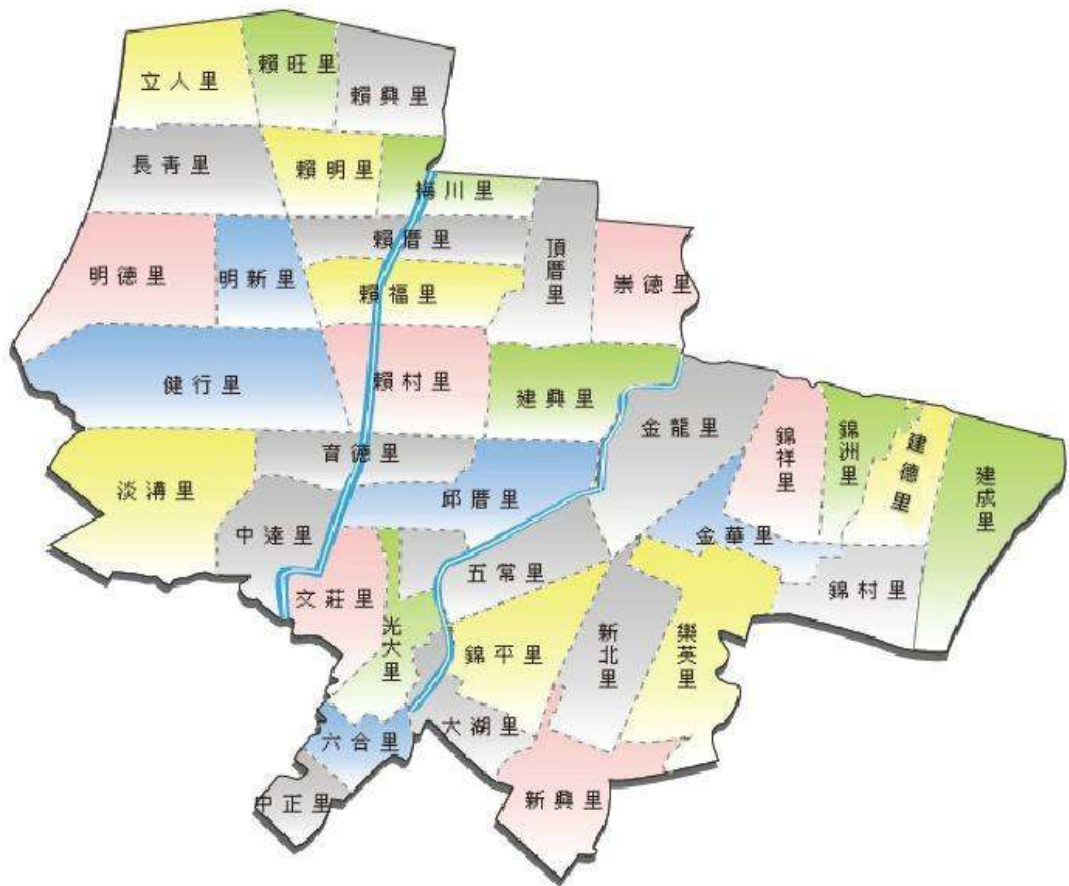 賴旺里
立人里
賴興里
長青里
賴明里
構川里
賴厝里
頂厝里
明德里
明新里
賴福里
崇德里
健行里
賴村里
建興里
金龍里
錦祥里
錦洲里
建德里
建成里
育德里
淡溝里
邱厝里
中達里
金華里
五常里
錦村里
文莊里
光大里
錦平里
新北里
樂英里
六合里
大湖里
中正里
新興里